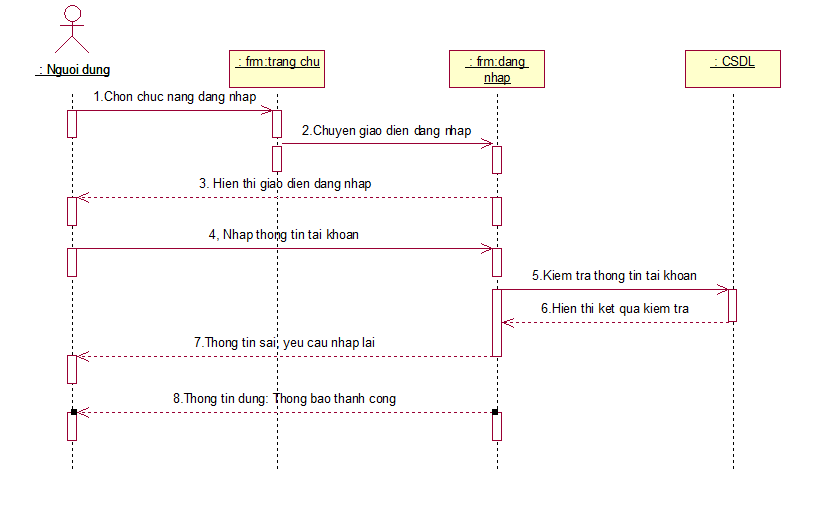 : Nguoi dung
: frm:trang chu
: frm:dang
nhap
: CSDL
1.Chon chuc nang dang nhap
2.Chuyen giao dien dang nhap
3. Hien thi giao dien dang nhap
4, Nhap thong tin tai khoan
5.Kiem tra thong tin tai khoan
6.Hien thi ket qua kiem tra
7.Thong tin sai; yeu cau nhap lai
8.Thong tin dung: Thong bao thanh cong